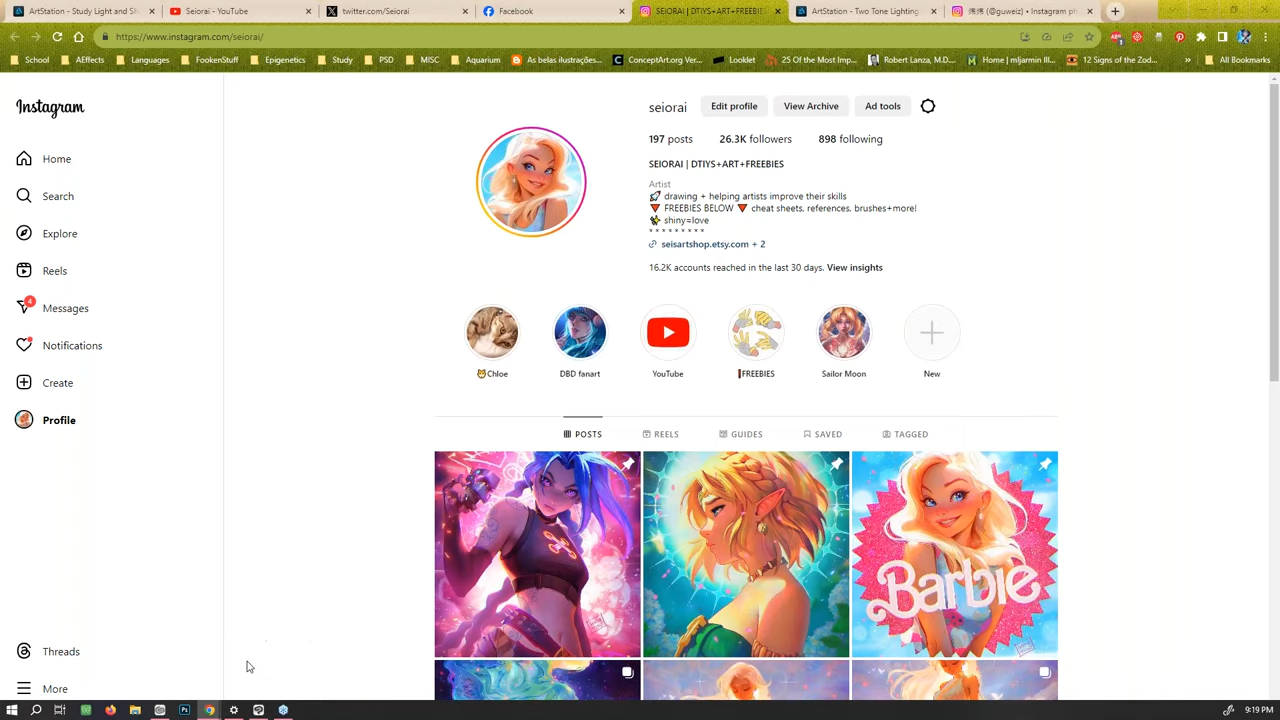 ArtStation - Study Light and Sh
Seiorai - YouTube
twitter.com/Seiorai
Facebook
SEIORAI | DTIYS+ART+FREEBIE
ArtStation - Two Tone Lighting
(@guweiz) • Instagram ph
https://www.instagram.com/seiorai/
School
AEffects
Languages
FookenStuff
Epigenetics
Study
PSD
MISC
Aquarium
As belas ilustrações...
ConceptArt.org Ver...
Looklet
25 Of the Most Imp...
Robert Lanza, M.D....
Home | mljarmin Ill...
12 Signs of the Zod...
»
All Bookmarks
Instagram
Home
Search
Explore
Reels
4
Messages
Notifications
Create
Profile
Threads
More
seiorai
Edit profile
View Archive
Ad tools
197 posts
26.3K followers
898 following
SEIORAI | DTIYS+ART+FREEBIES
Artist
🚀 drawing + helping artists improve their skills
🔻 FREEBIES BELOW 🔻 cheat sheets, references, brushes+more!
✨ shiny=love
* * * * * * * * *
seisartshop.etsy.com + 2
16.2K accounts reached in the last 30 days. View insights
🐱Chloe
DBD fanart
YouTube
FREEBIES
Sailor Moon
New
POSTS
REELS
GUIDES
SAVED
TAGGED
Barbie
9:19 PM